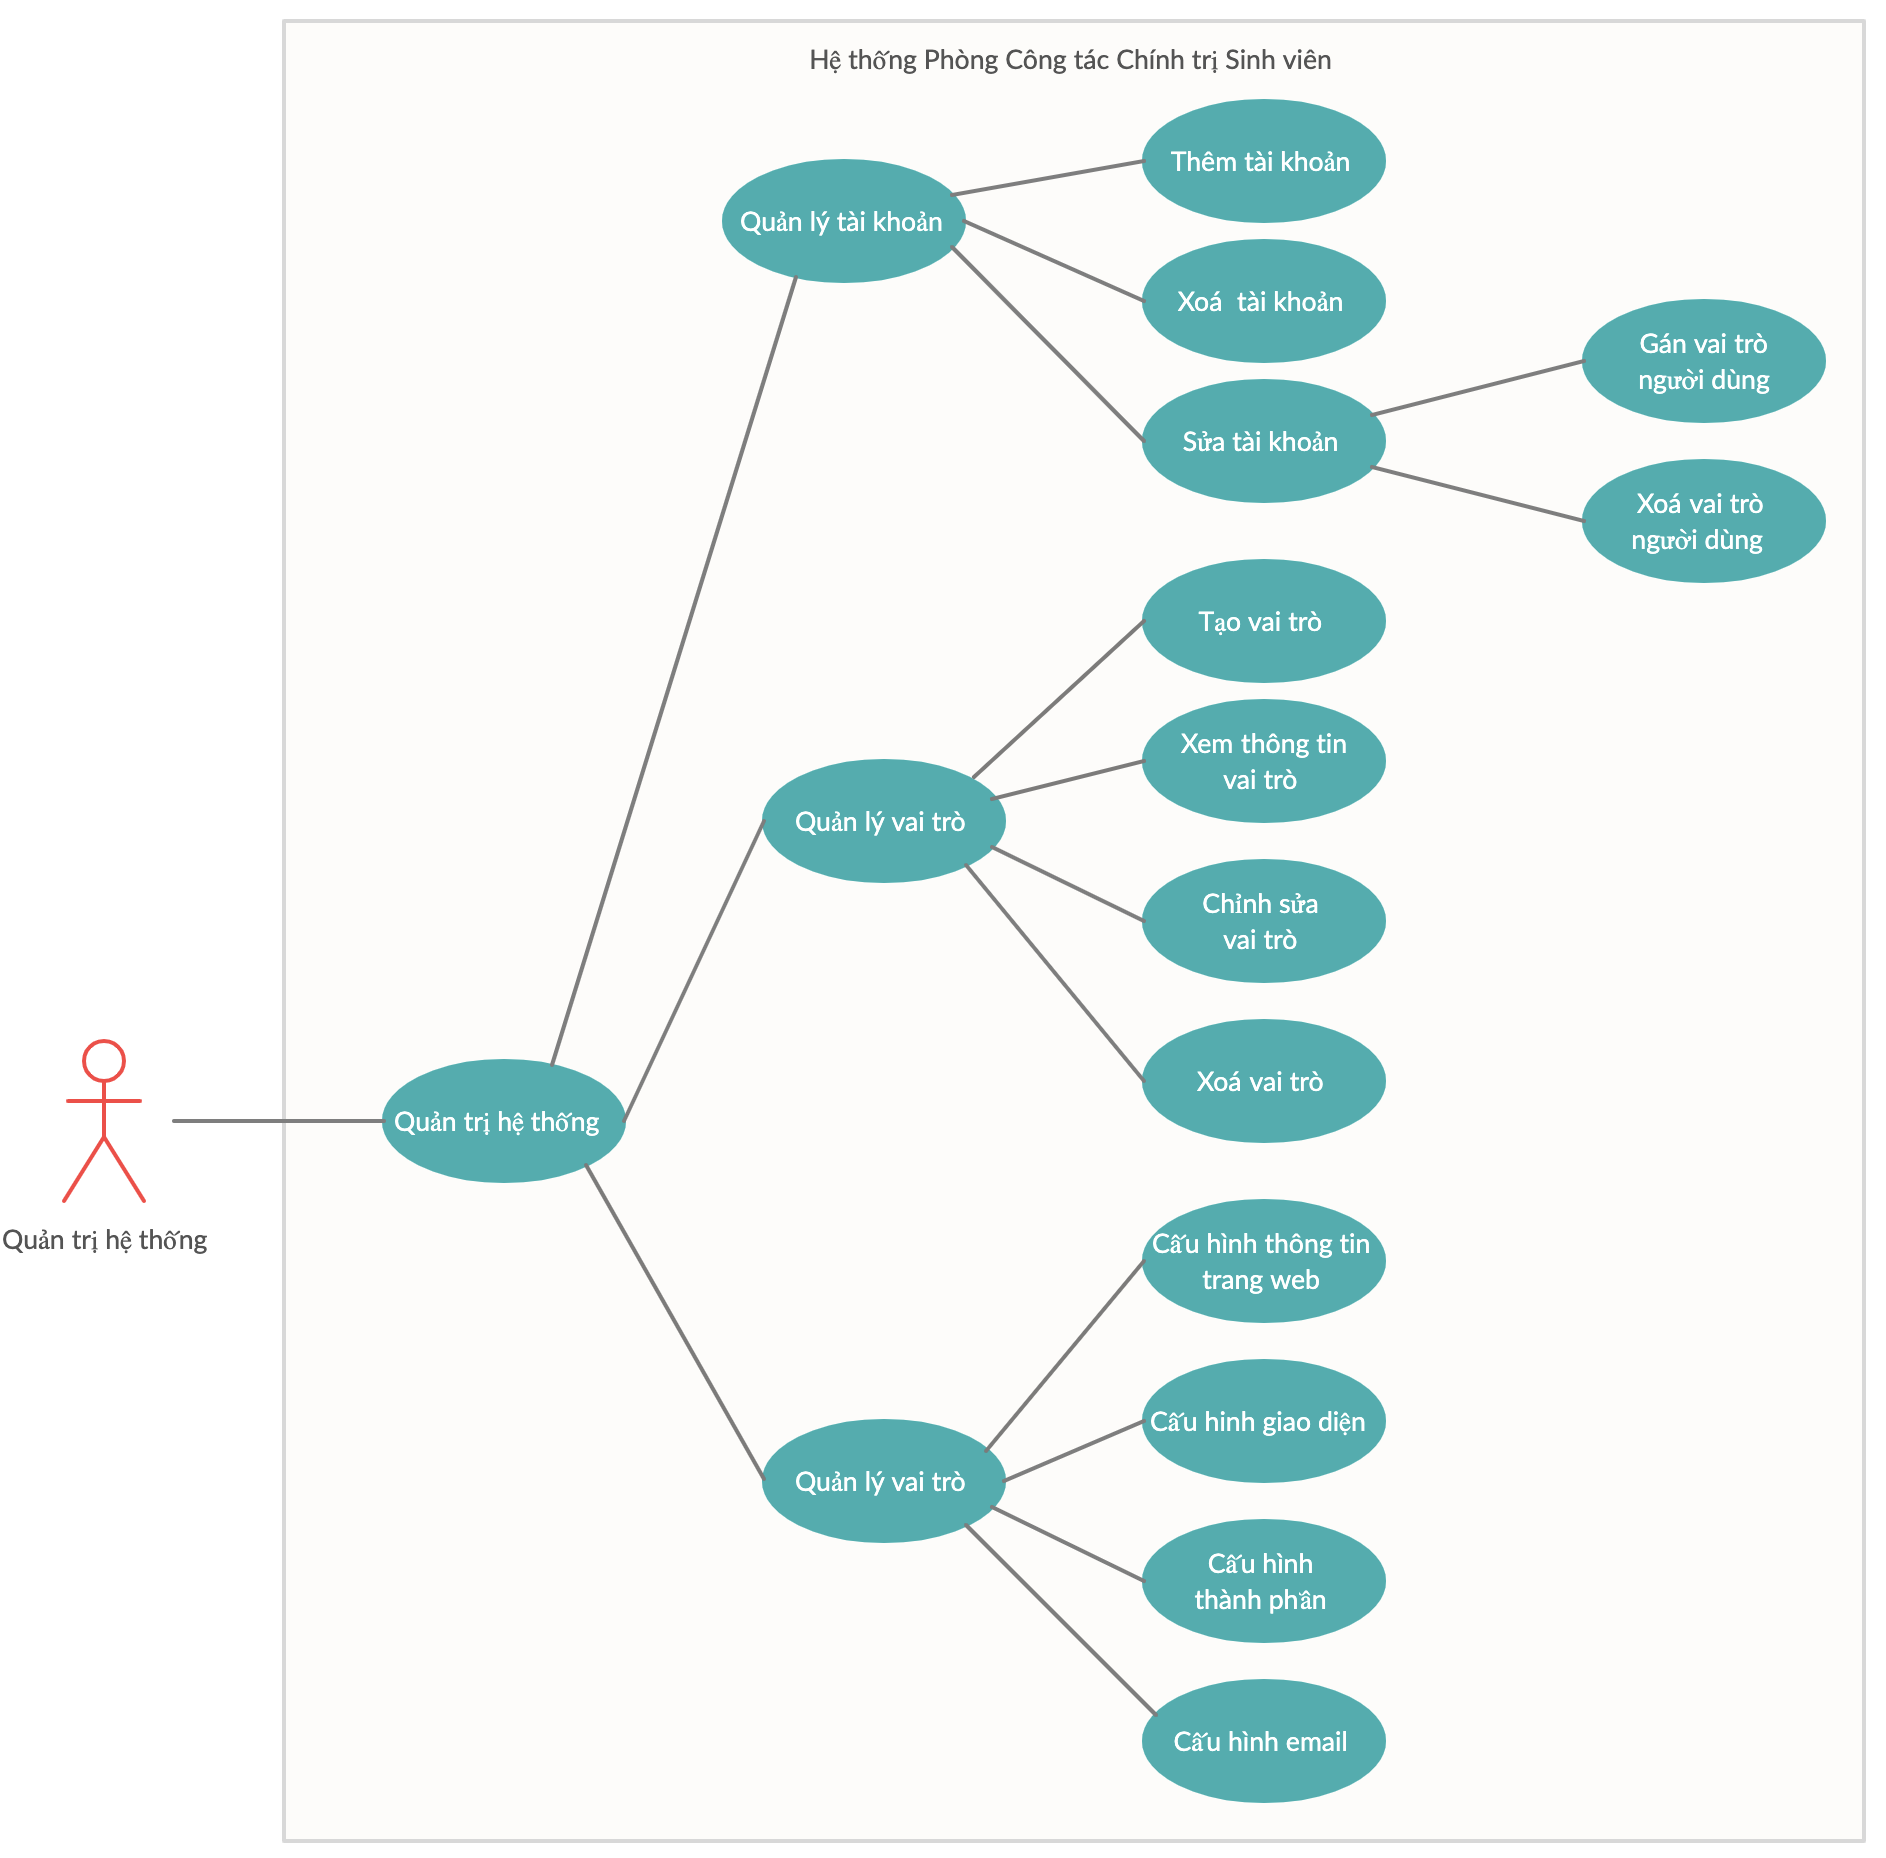 Hệ thống Phòng Công tác Chính trị Sinh viên
Thêm tài khoản
Quản lý tài khoản
Xoá  tài khoản
Gán vai trò
người dùng
Sửa tài khoản
Xoá vai trò
người dùng
Tạo vai trò
Xem thông tin
vai trò
Quản lý vai trò
Chỉnh sửa
vai trò
Xoá vai trò
Quản trị hệ thống
Quản trị hệ thống
Cấu hình thông tin
trang web
Cấu hinh giao diện
Quản lý vai trò
Cấu hình
thành phần
Cấu hình email